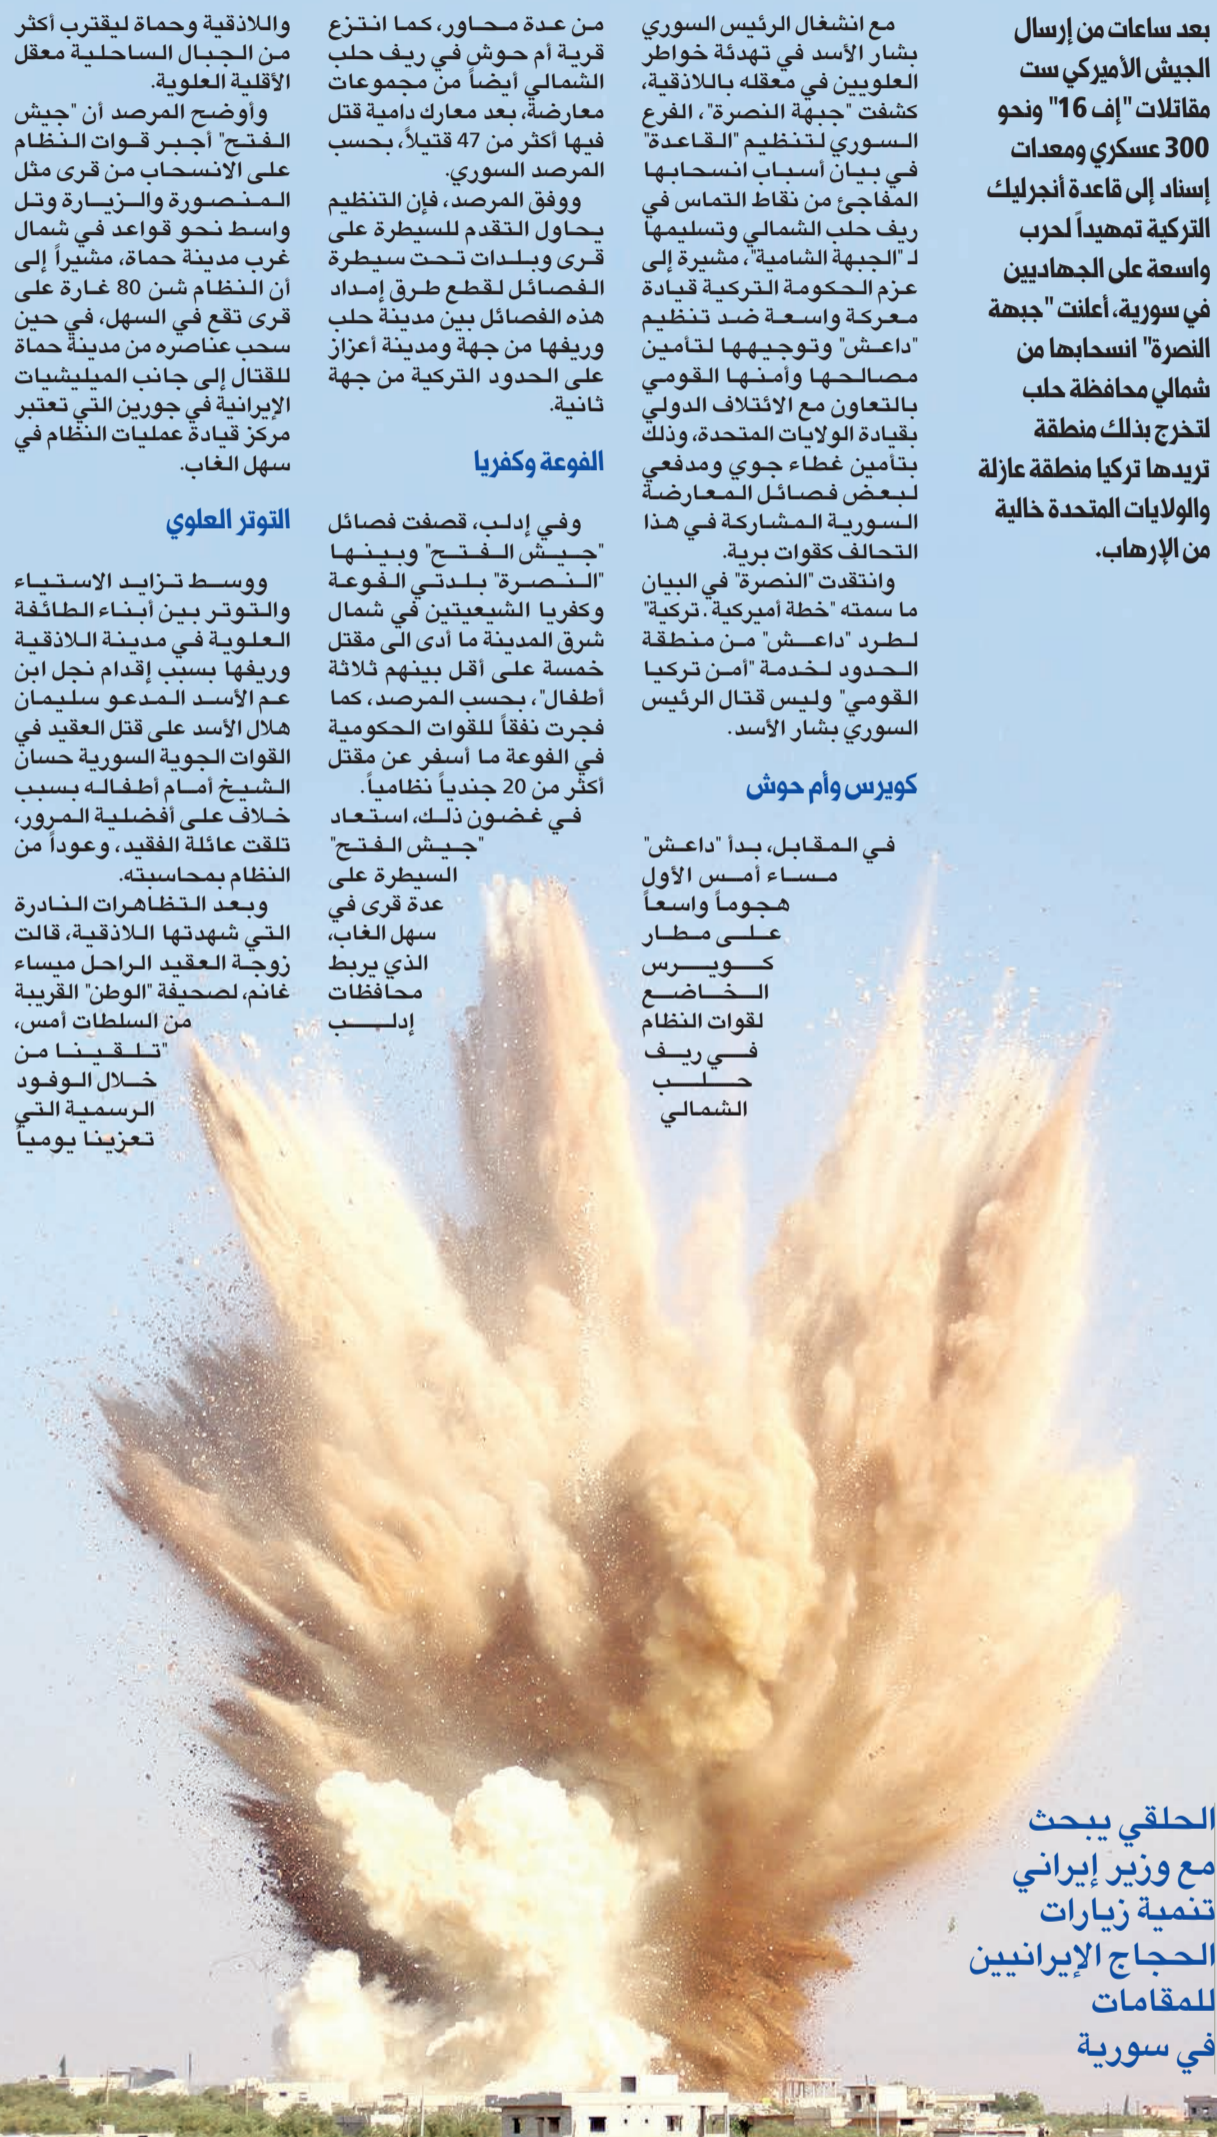 بعد ساعات من إرسال
الجيش الأميركي ست
مقاتلات "إف 16" ونحو
300 عسكري ومعدات
إسناد إلى قاعدة أنجرليك
التركية تمهيداً لحرب
واسعة على الجهاديين
في سورية، أعلنت "جبهة
النصرة" انسحابها من
شمالي محافظة حلب
لتخرج بذلك منطقة
تريدها تركيا منطقة عازلة
والولايات المتحدة خالية
من الإرهاب.
مع انشغال الرئيس السوري
بشار الأسد في تهدئة خواطر
العلويين في معقله باللاذقية،
كشفت "جبهة النصرة"، الفرع
السوري لتنظيم "القاعدة"
في بيان أسباب انسحابها
المفاجئ من نقاط التماس في
ريف حلب الشمالي وتسليمها
لـ "الجبهة الشامية"، مشيرة إلى
عزم الحكومة التركية قيادة
معركة واسعة ضد تنظيم
"داعش" وتوجيهها لتأمين
مصالحها وأمنها القومي
بالتعاون مع الائتلاف الدولي
بقيادة الولايات المتحدة، وذلك
بتأمين غطاء جوي ومدفعي
لبعض فصائل المعارضة
السورية المشاركة في هذا
التحالف كقوات برية.
وانتقدت "النصرة" في البيان
ما سمته "خطة أميركية . تركية"
لطرد "داعش" من منطقة
الحدود لخدمة "أمن تركيا
القومي" وليس قتال الرئيس
السوري بشار الأسد.
كويرس وأم حوش
في المقابل، بدأ "داعش"
مساء أمس الأول
هجوماً واسعاً
على مطار
كويرس
الخاضع
لقوات النظام
في ريف
حلب
الشمالي
من عدة محاور، كما انتزع
قرية أم حوش في ريف حلب
الشمالي أيضاً من مجموعات
معارضة، بعد معارك دامية قتل
فيها أكثر من 47 قتيلاً، بحسب
المرصد السوري.
ووفق المرصد، فإن التنظيم
يحاول التقدم للسيطرة على
قرى وبلدات تحت سيطرة
الفصائل لقطع طرق إمداد
هذه الفصائل بين مدينة حلب
وريفها من جهة ومدينة أعزاز
على الحدود التركية من جهة
ثانية.
الفوعة وكفريا
وفي إدلب، قصفت فصائل
"جيش الفتح" وبينها
"النصرة" بلدتي الفوعة
وكفريا الشيعيتين في شمال
شرق المدينة ما أدى الى مقتل
خمسة على أقل بينهم ثلاثة
أطفال"، بحسب المرصد، كما
فجرت نفقاً للقوات الحكومية
في الفوعة ما أسفر عن مقتل
أكثر من 20 جندياً نظامياً.
في غضون ذلك، استعاد
"جيش الفتح"
السيطرة على
عدة قرى في
سهل الغاب،
الذي يربط
محافظات
إدلب
واللاذقية وحماة ليقترب أكثر
من الجبال الساحلية معقل
الأقلية العلوية.
وأوضح المرصد أن "جيش
الفتح" أجبر قوات النظام
على الانسحاب من قرى مثل
المنصورة والزيارة وتل
واسط نحو قواعد في شمال
غرب مدينة حماة، مشيراً إلى
أن النظام شن 80 غارة على
قرى تقع في السهل، في حين
سحب عناصره من مدينة حماة
للقتال إلى جانب الميليشيات
الإيرانية في جورين التي تعتبر
مركز قيادة عمليات النظام في
سهل الغاب.
التوتر العلوي
ووسط تزايد الاستياء
والتوتر بين أبناء الطائفة
العلوية في مدينة اللاذقية
وريفها بسبب إقدام نجل ابن
عم الأسد المدعو سليمان
هلال الأسد على قتل العقيد في
القوات الجوية السورية حسان
الشيخ أمام أطفاله بسبب
خلاف على أفضلية المرور،
تلقت عائلة الفقيد، وعوداً من
النظام بمحاسبته.
وبعد التظاهرات النادرة
التي شهدتها اللاذقية، قالت
زوجة العقيد الراحل ميساء
غانم، لصحيفة "الوطن" القريبة
من السلطات أمس،
"تلقينا من
خلال الوفود
الرسمية التي
تعزينا يومياً
الحلقي يبحث
مع وزير إيراني
تنمية زيارات
الحجاج الإيرانيين
للمقامات
في سورية